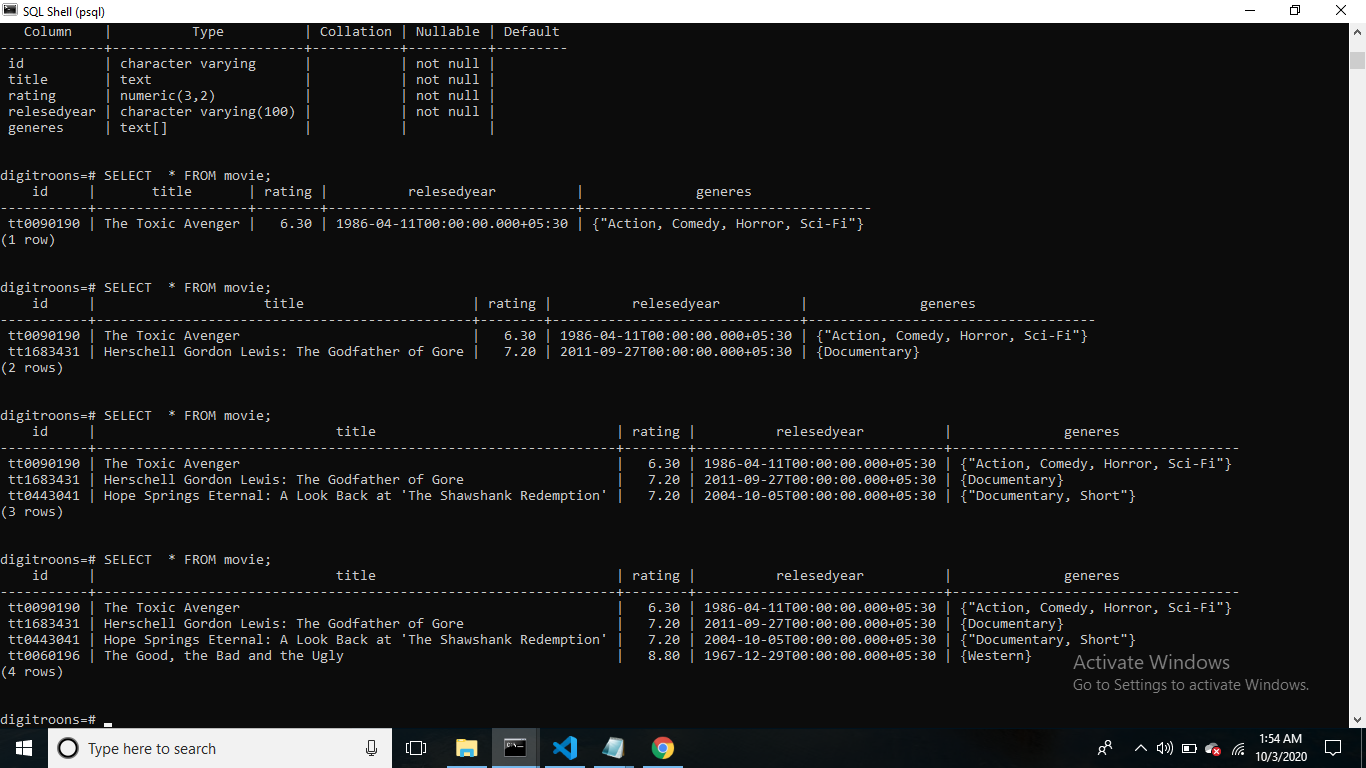 SQL Shell (psql)
   Column    |          Type          | Collation | Nullable | Default
-------------+------------------------+-----------+----------+---------
 id          | character varying      |           | not null |
 title       | text                   |           | not null |
 rating      | numeric(3,2)           |           | not null |
 relesedyear | character varying(100) |           | not null |
 generes     | text[]                 |           |          |
digitroons=# SELECT  * FROM movie;
    id     |       title       | rating |          relesedyear          |              generes
-----------+-------------------+--------+-------------------------------+------------------------------------
 tt0090190 | The Toxic Avenger |   6.30 | 1986-04-11T00:00:00.000+05:30 | {"Action, Comedy, Horror, Sci-Fi"}
(1 row)
digitroons=# SELECT  * FROM movie;
    id     |                     title                     | rating |          relesedyear          |              generes
-----------+-----------------------------------------------+--------+-------------------------------+------------------------------------
 tt0090190 | The Toxic Avenger                             |   6.30 | 1986-04-11T00:00:00.000+05:30 | {"Action, Comedy, Horror, Sci-Fi"}
 tt1683431 | Herschell Gordon Lewis: The Godfather of Gore |   7.20 | 2011-09-27T00:00:00.000+05:30 | {Documentary}
(2 rows)
digitroons=# SELECT  * FROM movie;
    id     |                              title                              | rating |          relesedyear          |              generes
-----------+-----------------------------------------------------------------+--------+-------------------------------+------------------------------------
 tt0090190 | The Toxic Avenger                                               |   6.30 | 1986-04-11T00:00:00.000+05:30 | {"Action, Comedy, Horror, Sci-Fi"}
 tt1683431 | Herschell Gordon Lewis: The Godfather of Gore                   |   7.20 | 2011-09-27T00:00:00.000+05:30 | {Documentary}
 tt0443041 | Hope Springs Eternal: A Look Back at 'The Shawshank Redemption' |   7.20 | 2004-10-05T00:00:00.000+05:30 | {"Documentary, Short"}
(3 rows)
digitroons=# SELECT  * FROM movie;
    id     |                              title                              | rating |          relesedyear          |              generes
-----------+-----------------------------------------------------------------+--------+-------------------------------+------------------------------------
 tt0090190 | The Toxic Avenger                                               |   6.30 | 1986-04-11T00:00:00.000+05:30 | {"Action, Comedy, Horror, Sci-Fi"}
 tt1683431 | Herschell Gordon Lewis: The Godfather of Gore                   |   7.20 | 2011-09-27T00:00:00.000+05:30 | {Documentary}
 tt0443041 | Hope Springs Eternal: A Look Back at 'The Shawshank Redemption' |   7.20 | 2004-10-05T00:00:00.000+05:30 | {"Documentary, Short"}
 tt0060196 | The Good, the Bad and the Ugly                                  |   8.80 | 1967-12-29T00:00:00.000+05:30 | {Western}
(4 rows)
Activate Windows
Go to Settings to activate Windows.
digitroons=#
Type here to search
1:54 AM
10/3/2020